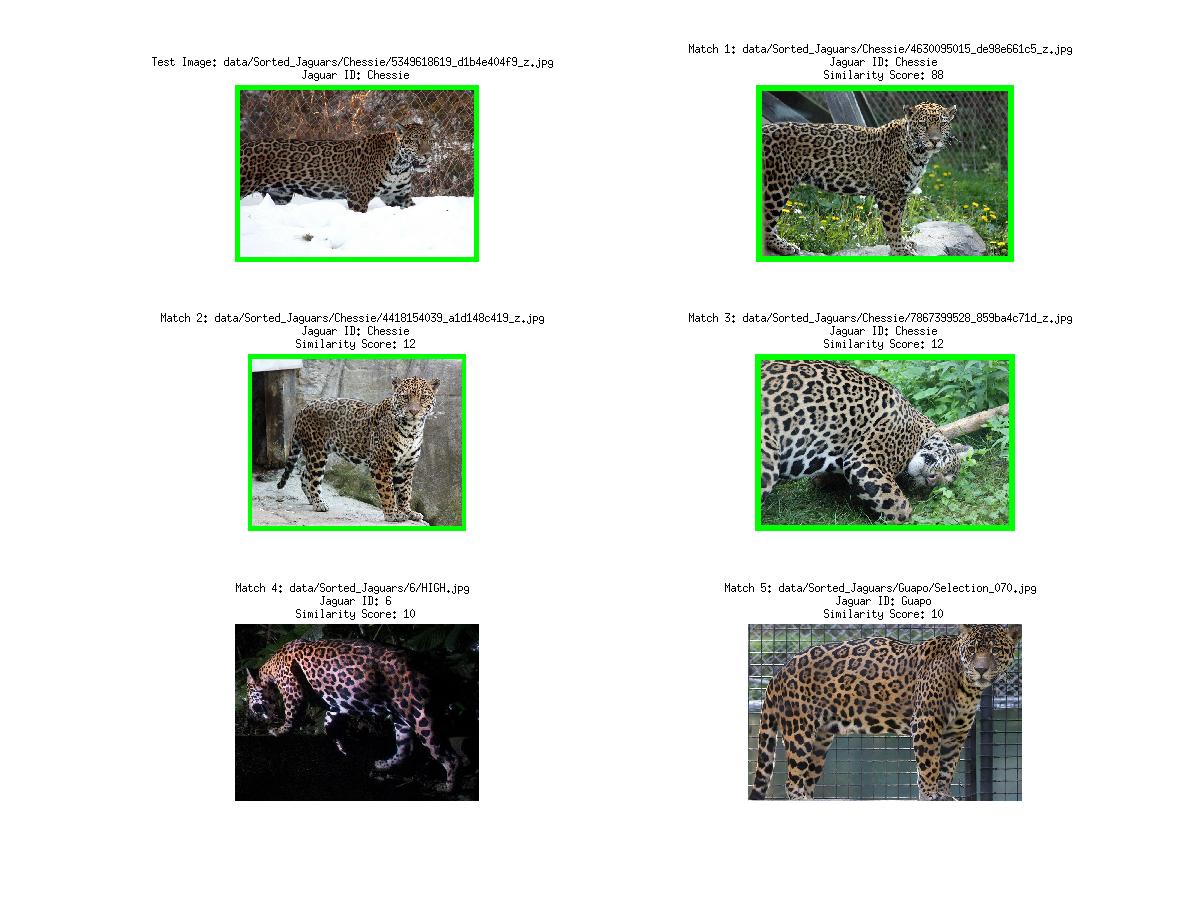 Test Image: data/Sorted_Jaguars/Chessie/5349618619_d1b4e404f9_z.jpg
Jaguar ID: Chessie
Match 1: data/Sorted_Jaguars/Chessie/4630095015_de98e661c5_z.jpg
Jaguar ID: Chessie
Similarity Score: 88
Match 2: data/Sorted_Jaguars/Chessie/4418154039_a1d148c419_z.jpg
Jaguar ID: Chessie
Similarity Score: 12
Match 3: data/Sorted_Jaguars/Chessie/7867399528_859ba4c71d_z.jpg
Jaguar ID: Chessie
Similarity Score: 12
Match 4: data/Sorted_Jaguars/6/HIGH.jpg
Jaguar ID: 6
Similarity Score: 10
Match 5: data/Sorted_Jaguars/Guapo/Selection_070.jpg
Jaguar ID: Guapo
Similarity Score: 10